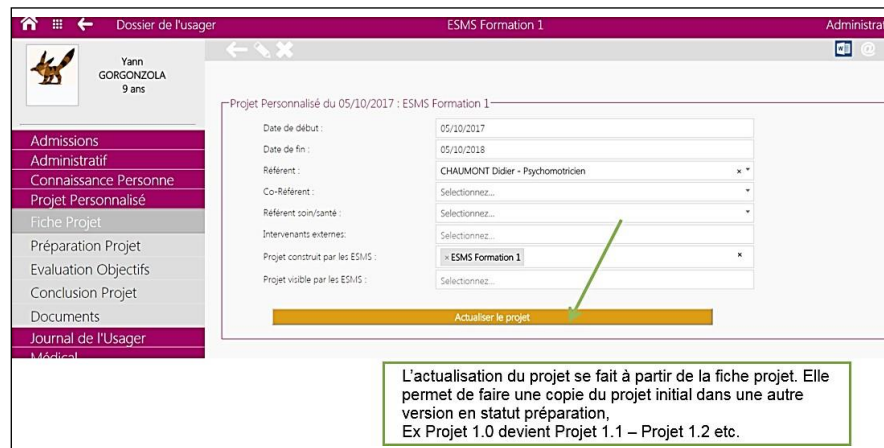 Dossier de l'usager ESMS Formation 1 Administrat
Yann
GORGONZOLA
9 ans
Projet Personnalisé du 05/10/2017 : ESMS Formation 1
Date de début : 05/10/2017
Date de fin : 05/10/2018
Référent : CHAUMONT Didier - Psychomotricien × ▾
Co-Référent : Selectionnez... ▾
Référent soin/santé : Selectionnez... ▾
Intervenants externes: Selectionnez...
Projet construit par les ESMS : × ESMS Formation 1 ×
Projet visible par les ESMS : Selectionnez...
Actualiser le projet
Admissions
Administratif
Connaissance Personne
Projet Personnalisé
Fiche Projet
Préparation Projet
Evaluation Objectifs
Conclusion Projet
Documents
Journal de l'Usager
Médical
L'actualisation du projet se fait à partir de la fiche projet. Elle
permet de faire une copie du projet initial dans une autre
version en statut préparation,
Ex Projet 1.0 devient Projet 1.1 – Projet 1.2 etc.